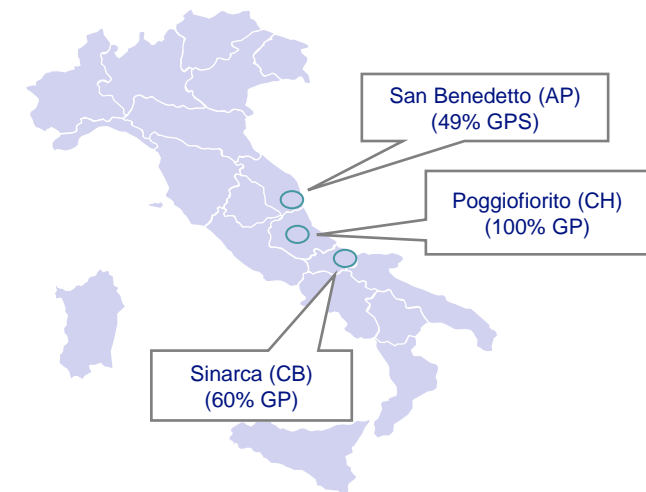 San Benedetto (AP)
(49% GPS)
Poggiofiorito (CH)
(100% GP)
Sinarca (CB)
(60% GP)